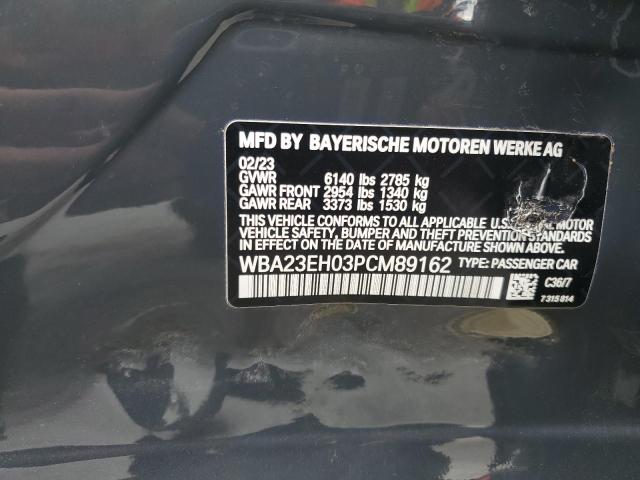 MFD BY BAYERISCHE MOTOREN WERKE AG
02/23
GVWR 6140 lbs 2785 kg
GAWR FRONT 2954 lbs 1340 kg
GAWR REAR 3373 lbs 1530 kg
THIS VEHICLE CONFORMS TO ALL APPLICABLE U.S. MOTOR
VEHICLE SAFETY, BUMPER, AND THEFT PREVENTION STANDARDS
IN EFFECT ON THE DATE OF MANUFACTURE SHOWN ABOVE.
WBA23EH03PCM89162 TYPE: PASSENGER CAR
C36/7
7315814